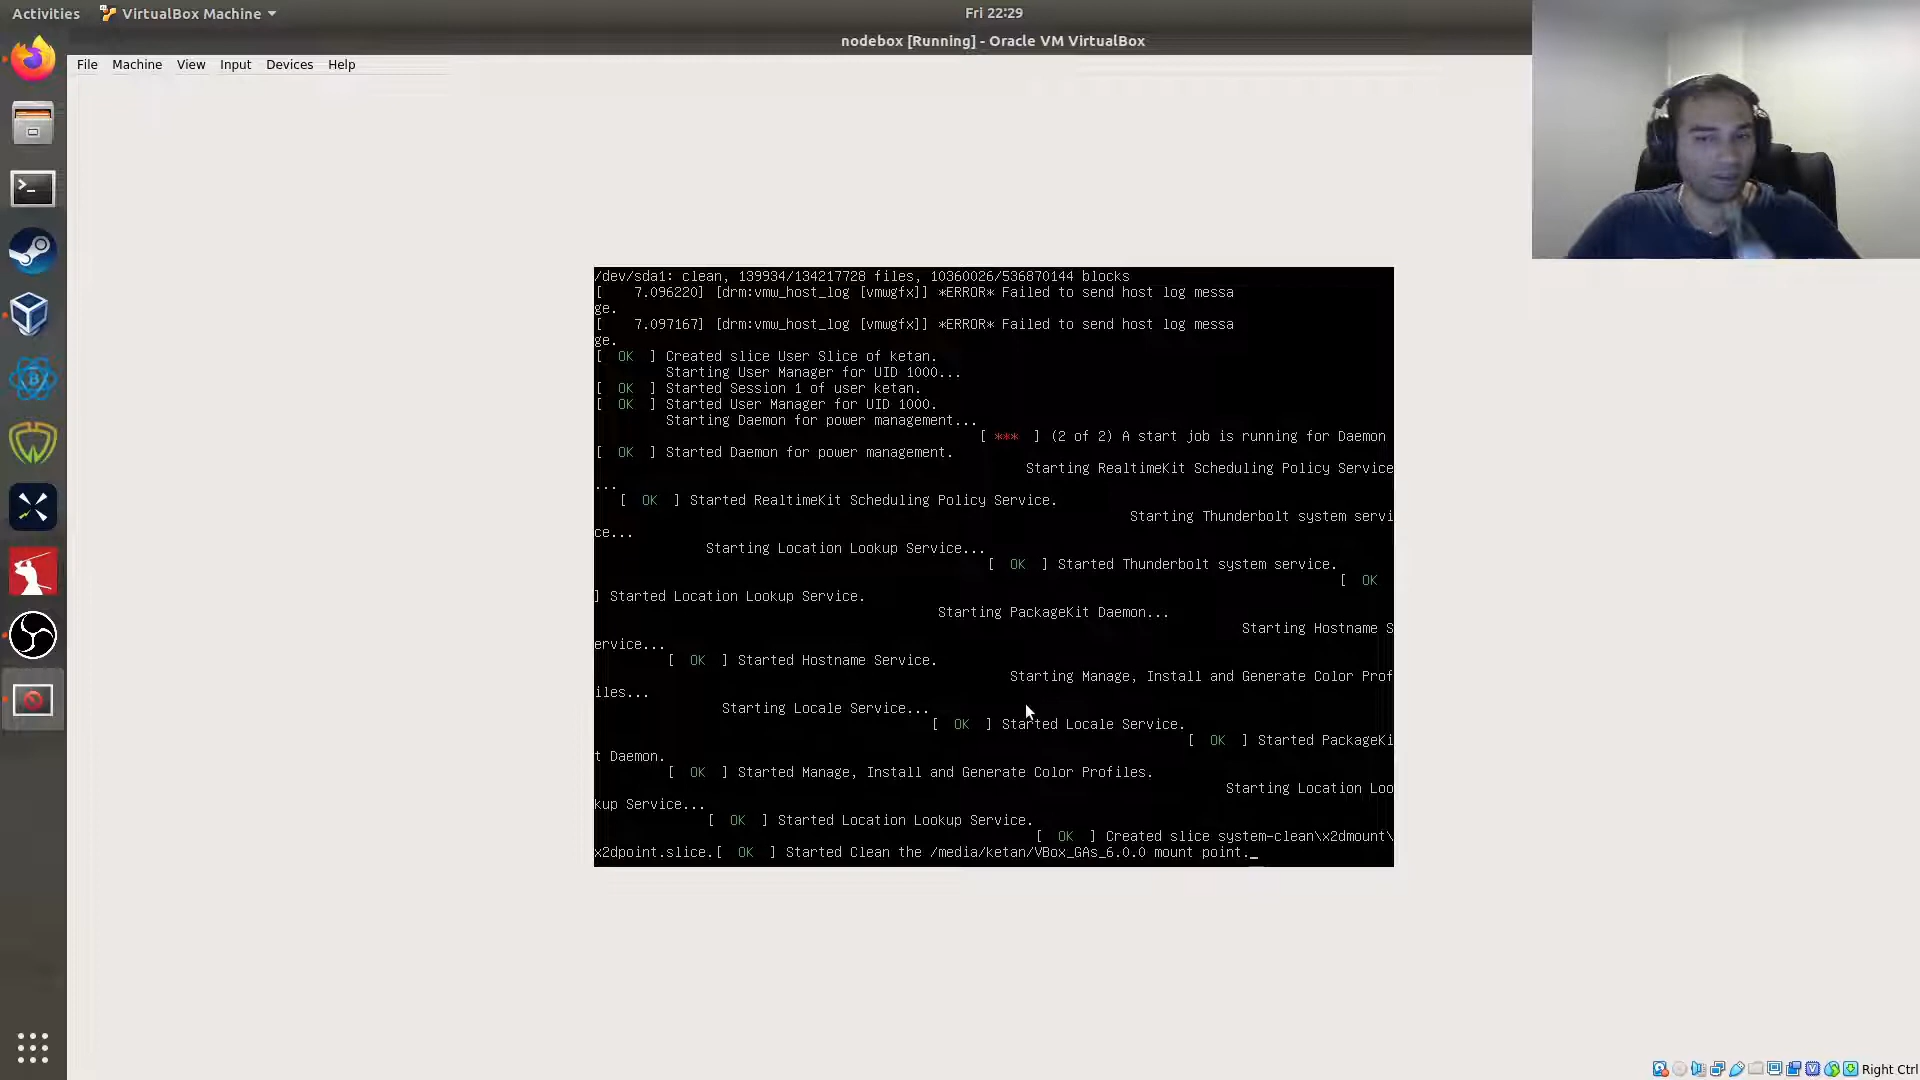 Activities
VirtualBox Machine
Fri 22:29
nodebox [Running] - Oracle VM VirtualBox
File Machine View Input Devices Help
/dev/sda1: clean, 139934/134217728 files, 10360026/536870144 blocks
[ 7.096220] [drm:vmw_host_log [vmwgfx]] *ERROR* Failed to send host log messa
ge.
[ 7.097167] [drm:vmw_host_log [vmwgfx]] *ERROR* Failed to send host log messa
ge.
[ OK ] Created slice User Slice of ketan.
Starting User Manager for UID 1000...
[ OK ] Started Session 1 of user ketan.
[ OK ] Started User Manager for UID 1000.
Starting Daemon for power management...
[ *** ] (2 of 2) A start job is running for Daemon
[ OK ] Started Daemon for power management.
Starting RealtimeKit Scheduling Policy Service
...
[ OK ] Started RealtimeKit Scheduling Policy Service.
Starting Thunderbolt system servi
ce...
Starting Location Lookup Service...
[ OK ] Started Thunderbolt system service.
[ OK
] Started Location Lookup Service.
Starting PackageKit Daemon...
Starting Hostname S
ervice...
[ OK ] Started Hostname Service.
Starting Manage, Install and Generate Color Prof
iles...
Starting Locale Service...
[ OK ] Started Locale Service.
[ OK ] Started PackageKi
t Daemon.
[ OK ] Started Manage, Install and Generate Color Profiles.
Starting Location Loo
kup Service...
[ OK ] Started Location Lookup Service.
[ OK ] Created slice system-clean\x2dmount\
x2dpoint.slice.[ OK ] Started Clean the /media/ketan/VBox_GAs_6.0.0 mount point._
Right Ctrl